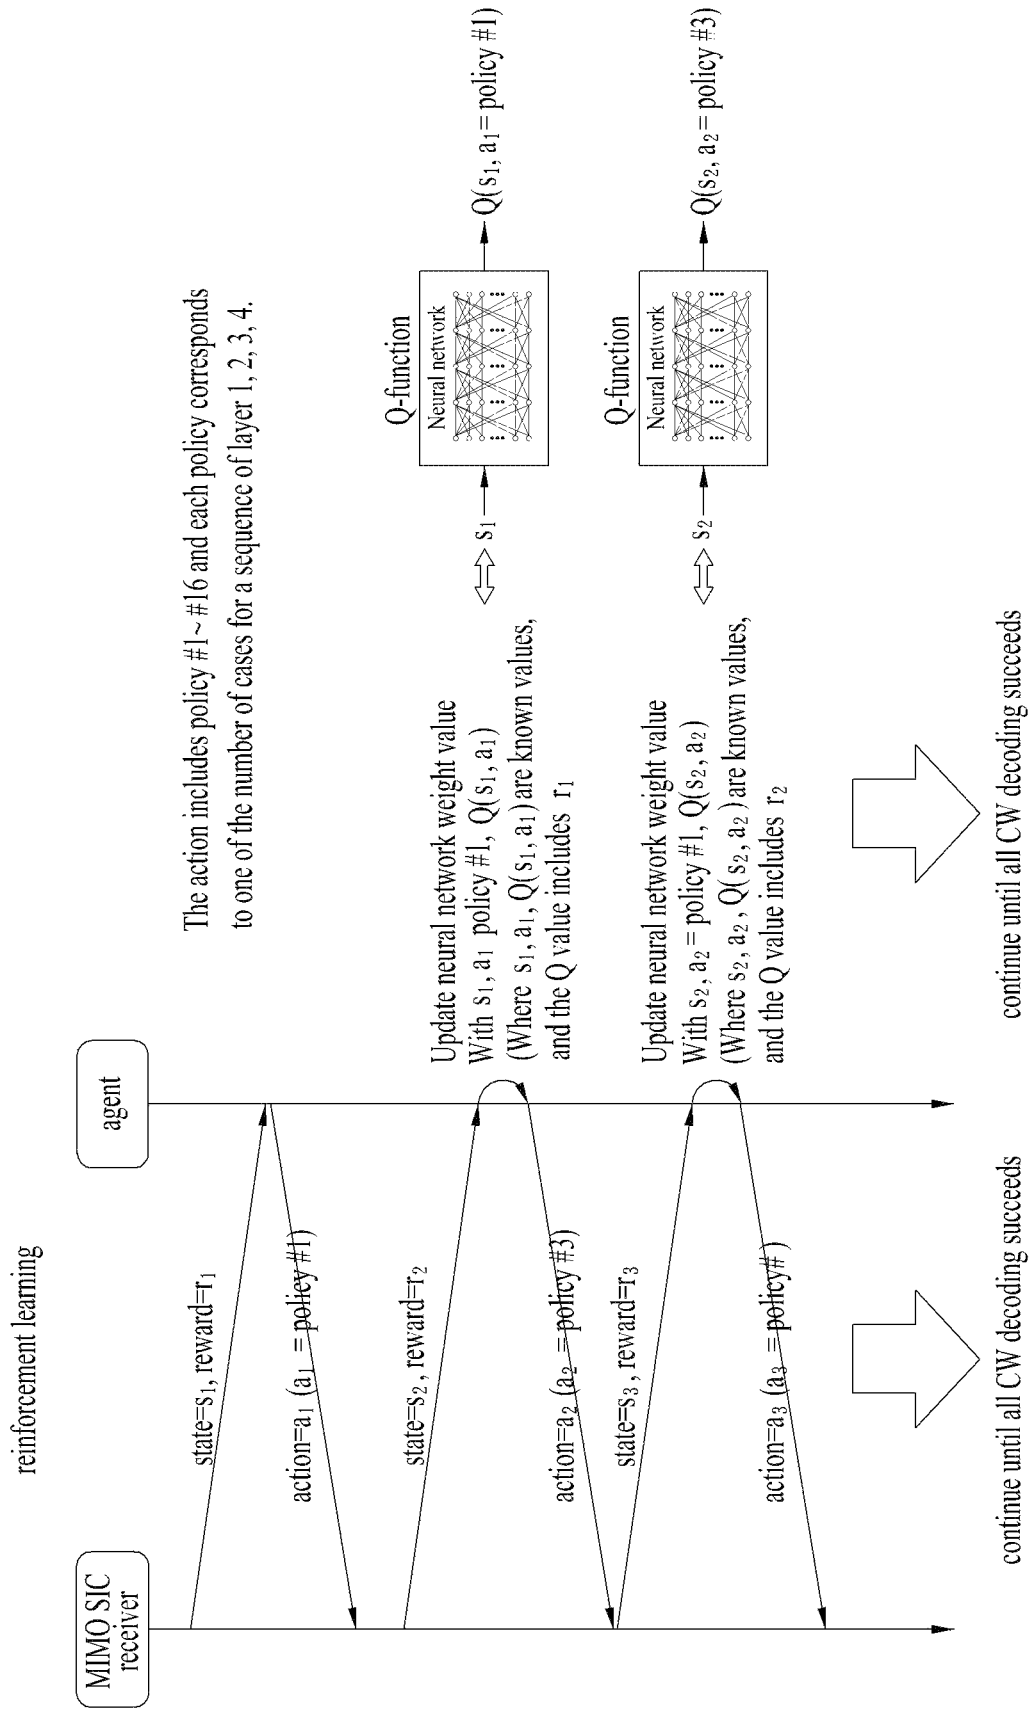 reinforcement learning
MIMO SIC
receiver
agent
The action includes policy #1~ #16 and each policy corresponds
to one of the number of cases for a sequence of layer 1, 2, 3, 4.
state=s1, reward=r1
action=a1 (a1 = policy #1)
state=s2, reward=r2
Update neural network weight value
With s1, a1 policy #1, Q(s1, a1)
(Where s1, a1, Q(s1, a1) are known values,
and the Q value includes r1
s1
Q-function
Neural network
Q(s1, a1= policy #1)
action=a2 (a2 = policy #3)
state=s3, reward=r3
Update neural network weight value
With s2, a2 = policy #1, Q(s2, a2)
(Where s2, a2, Q(s2, a2) are known values,
and the Q value includes r2
s2
Q-function
Neural network
Q(s2, a2= policy #3)
action=a3 (a3 = policy# )
continue until all CW decoding succeeds
continue until all CW decoding succeeds